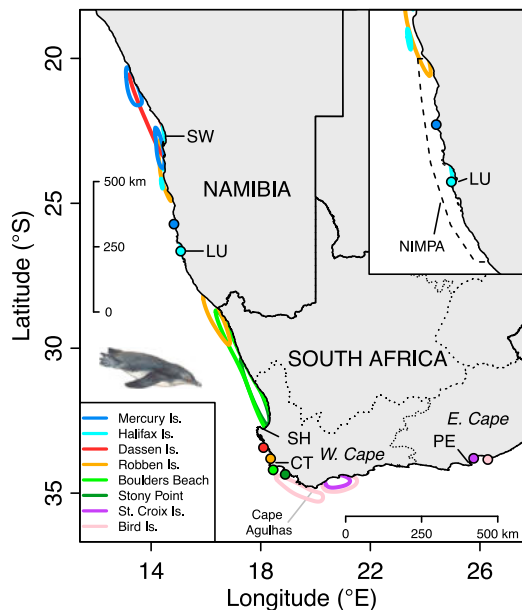 20
25
30
35
Latitude (°S)
14
18
22
26
Longitude (°E)
SW
NAMIBIA
500 km
250
0
LU
LU
NIMPA
SOUTH AFRICA
E. Cape
W. Cape
PE
SH
CT
Cape
Agulhas
0
250
500 km
Mercury Is.
Halifax Is.
Dassen Is.
Robben Is.
Boulders Beach
Stony Point
St. Croix Is.
Bird Is.